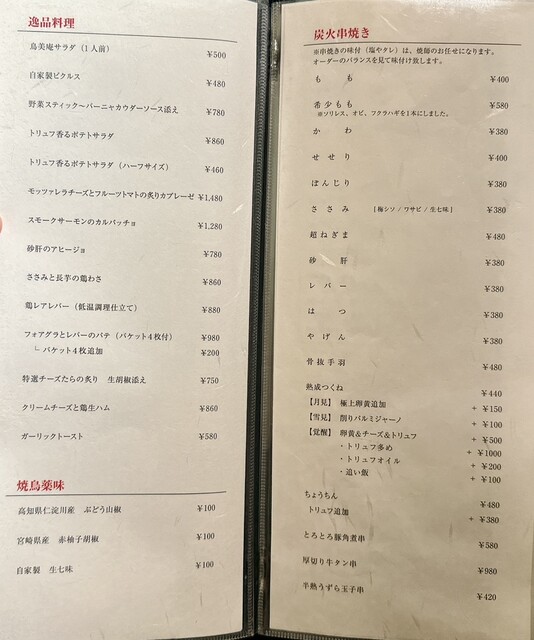 逸品料理
鳥美庵サラダ（1人前） ¥500
自家製ピクルス ¥480
野菜スティック～バーニャカウダーソース添え ¥780
トリュフ香るポテトサラダ ¥860
トリュフ香るポテトサラダ（ハーフサイズ） ¥460
モッツァレラチーズとフルーツトマトの炙りカプレーゼ ¥1,480
スモークサーモンのカルパッチョ ¥1,280
砂肝のアヒージョ ¥780
ささみと長芋の鶏わさ ¥860
鶏レアレバー（低温調理仕立て） ¥880
フォアグラとレバーのパテ（バケット4枚付） ¥980
└ バケット4枚追加 ¥200
特選チーズたらの炙り 生胡椒添え ¥750
クリームチーズと鶏生ハム ¥860
ガーリックトースト ¥580
焼鳥薬味
高知県仁淀川産 ぶどう山椒 ¥100
宮崎県産 赤柚子胡椒 ¥100
自家製 生七味 ¥100
炭火串焼き
※串焼きの味付（塩やタレ）は、焼師のお任せになります。
オーダーのバランスを見て味付け致します。
もも ¥400
希少もも ¥580
※ソリレス、オビ、フクラハギを1本にしました。
かわ ¥380
せせり ¥400
ぼんじり ¥380
ささみ [梅シソ / ワサビ / 生七味] ¥380
超ねぎま ¥480
砂肝 ¥380
レバー ¥380
はつ ¥380
やげん ¥380
骨抜手羽 ¥480
熟成つくね ¥440
【月見】極上卵黄追加 + ¥150
【雪見】削りパルミジャーノ + ¥100
【覚醒】卵黄&チーズ&トリュフ + ¥500
・トリュフ多め + ¥1000
・トリュフオイル + ¥200
・追い飯 + ¥100
ちょうちん ¥480
トリュフ追加 + ¥380
とろとろ豚角煮串 ¥580
厚切り牛タン串 ¥980
半熟うずら玉子串 ¥420